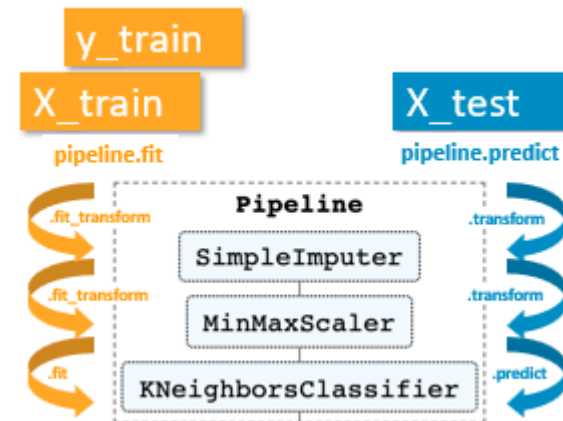 y_train
X_train
X_test
pipeline.fit
pipeline.predict
Pipeline
.fit_transform
.transform
SimpleImputer
.fit_transform
.transform
MinMaxScaler
.fit
.predict
KNeighborsClassifier